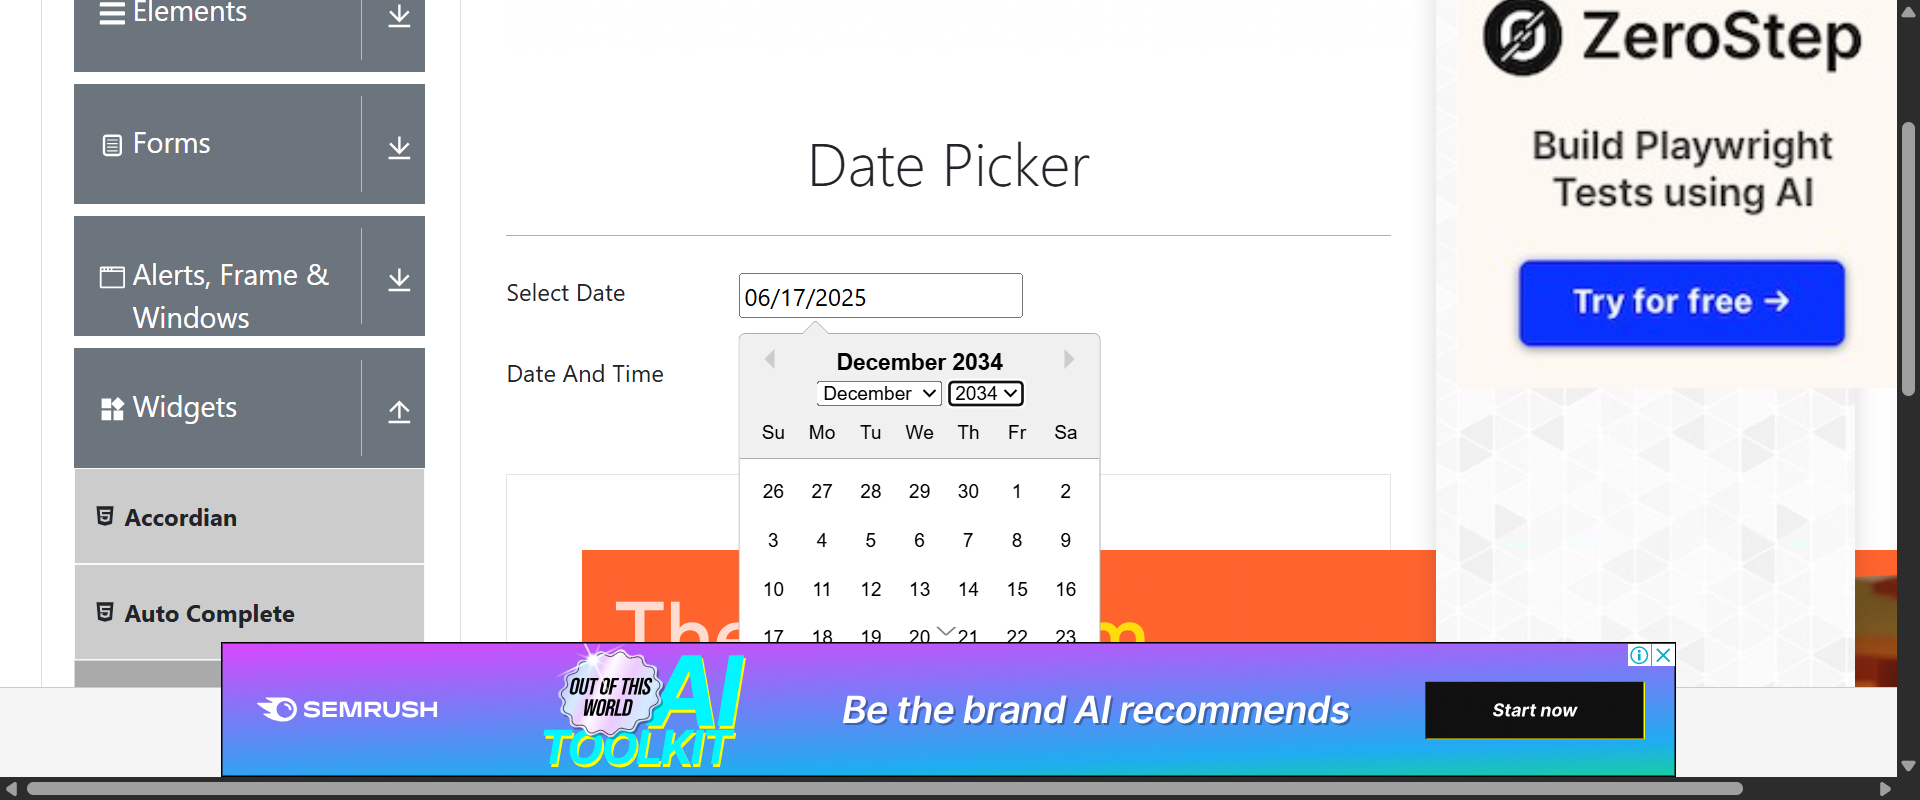 Elements
Forms
Alerts, Frame &
Windows
Widgets
Accordian
Auto Complete
Date Picker
Select Date
06/17/2025
Date And Time
December 2034
December 2034
Su Mo Tu We Th Fr Sa
26 27 28 29 30 1 2
3 4 5 6 7 8 9
10 11 12 13 14 15 16
17 18 19 20 21 22 23
The
m
ZeroStep
Build Playwright
Tests using AI
Try for free →
SEMRUSH
OUT OF THIS
WORLD
AI
TOOLKIT
Be the brand AI recommends
Start now